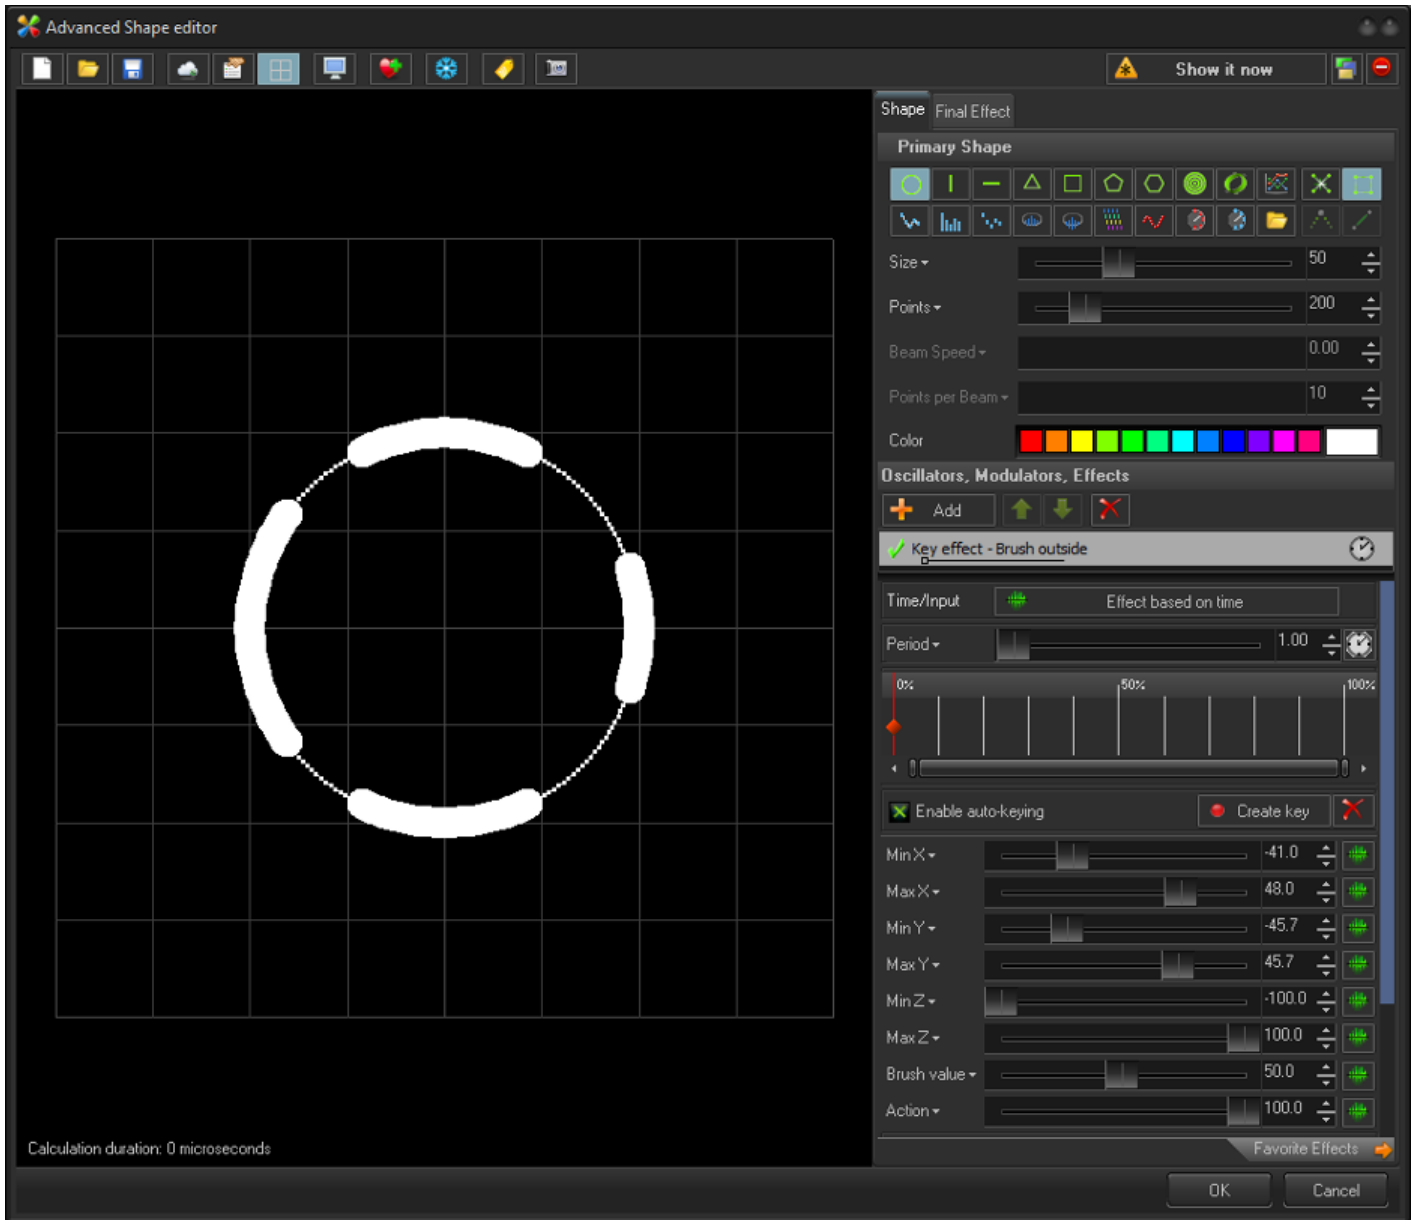 Advanced Shape editor
Show it now
Shape Final Effect
Primary Shape
Size 50
Points 200
Beam Speed 0.00
Points per Beam 10
Color
Oscillators, Modulators, Effects
Add
Key effect - Brush outside
Time/Input Effect based on time
Period 1.00
0% 50% 100%
Enable auto-keying Create key
Min X -41.0
Max X 48.0
Min Y -45.7
Max Y 45.7
Min Z -100.0
Max Z 100.0
Brush value 50.0
Action 100.0
Calculation duration: 0 microseconds
Favorite Effects
OK Cancel